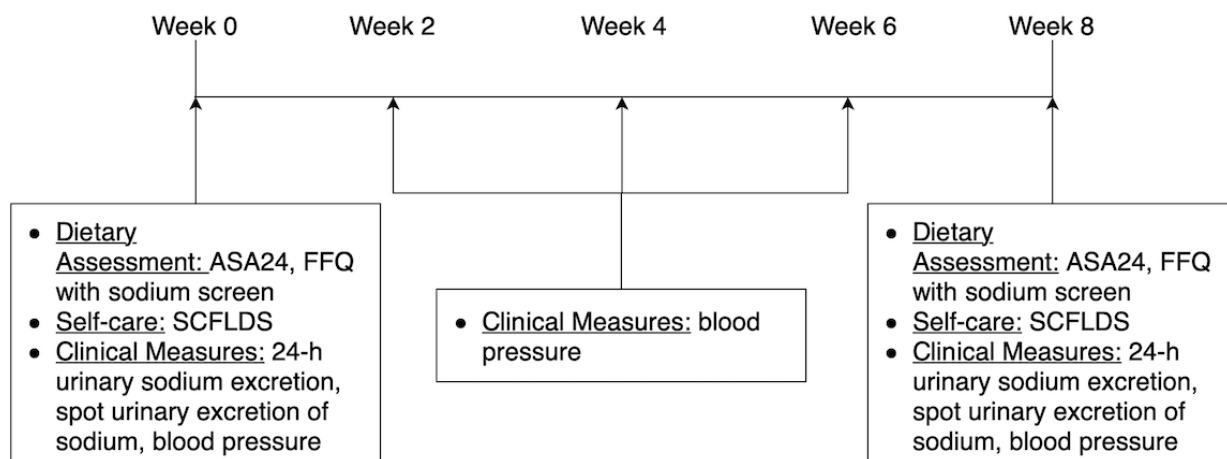 Week 0 Week 2 Week 4 Week 6 Week 8
• Dietary
Assessment: ASA24, FFQ
with sodium screen
• Self-care: SCFLDS
• Clinical Measures: 24-h
urinary sodium excretion,
spot urinary excretion of
sodium, blood pressure
• Clinical Measures: blood
pressure
• Dietary
Assessment: ASA24, FFQ
with sodium screen
• Self-care: SCFLDS
• Clinical Measures: 24-h
urinary sodium excretion,
spot urinary excretion of
sodium, blood pressure